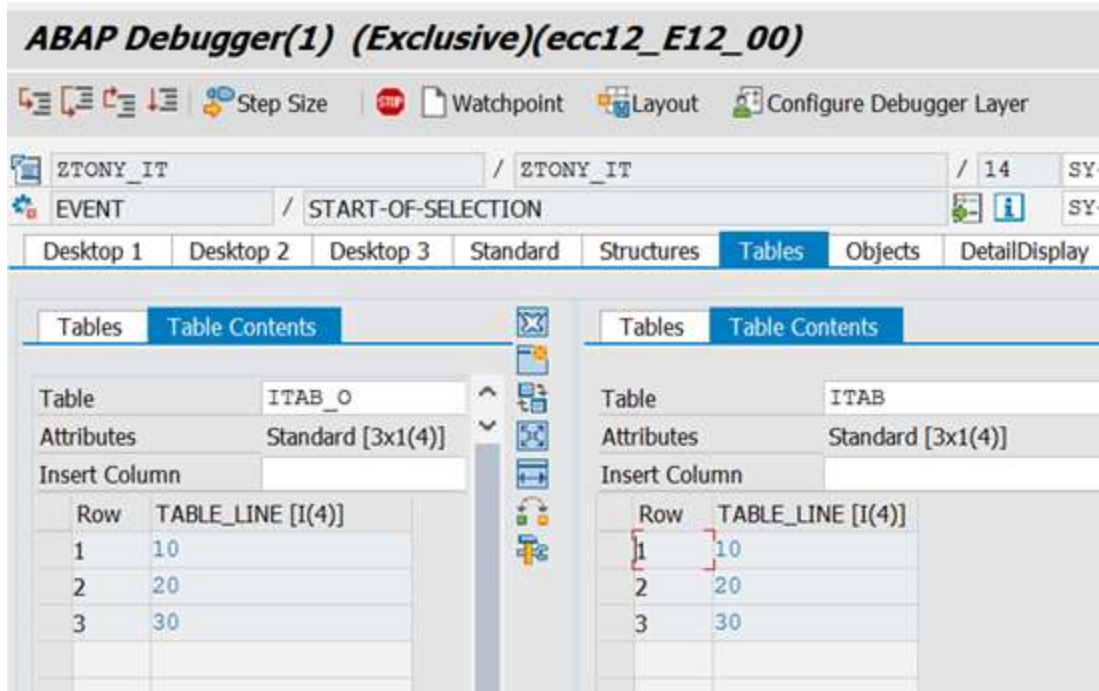 ABAP Debugger(1) (Exclusive)(ecc12_E12_00)
Step Size STOP Watchpoint Layout Configure Debugger Layer
ZTONY_IT / ZTONY_IT / 14 SY-
EVENT / START-OF-SELECTION SY-
Desktop 1 Desktop 2 Desktop 3 Standard Structures Tables Objects DetailDisplay
Tables Table Contents
Table ITAB_O
Attributes Standard [3x1(4)]
Insert Column
Row TABLE_LINE [I(4)]
1 10
2 20
3 30
Tables Table Contents
Table ITAB
Attributes Standard [3x1(4)]
Insert Column
Row TABLE_LINE [I(4)]
1 10
2 20
3 30